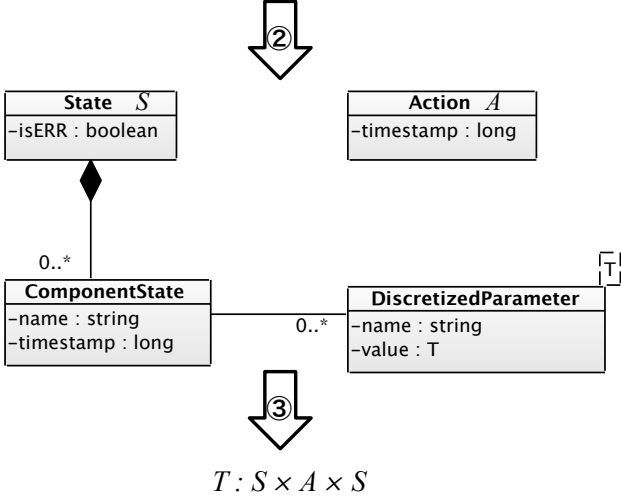 ②
State S
-isERR : boolean
Action A
-timestamp : long
0..*
ComponentState
-name : string
-timestamp : long
0..*
T
DiscretizedParameter
-name : string
-value : T
③
T : S × A × S